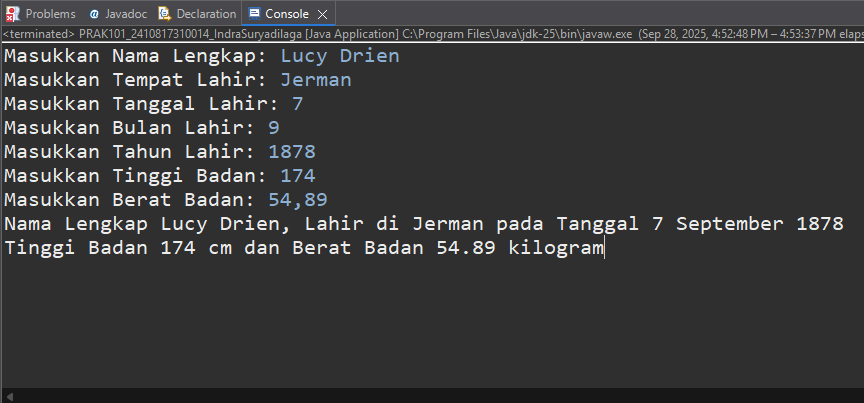 Problems @ Javadoc Declaration Console
<terminated> PRAK101_2410817310014_IndraSuryadilaga [Java Application] C:\Program Files\Java\jdk-25\bin\javaw.exe (Sep 28, 2025, 4:52:48 PM – 4:53:37 PM elaps
Masukkan Nama Lengkap: Lucy Drien
Masukkan Tempat Lahir: Jerman
Masukkan Tanggal Lahir: 7
Masukkan Bulan Lahir: 9
Masukkan Tahun Lahir: 1878
Masukkan Tinggi Badan: 174
Masukkan Berat Badan: 54,89
Nama Lengkap Lucy Drien, Lahir di Jerman pada Tanggal 7 September 1878
Tinggi Badan 174 cm dan Berat Badan 54.89 kilogram